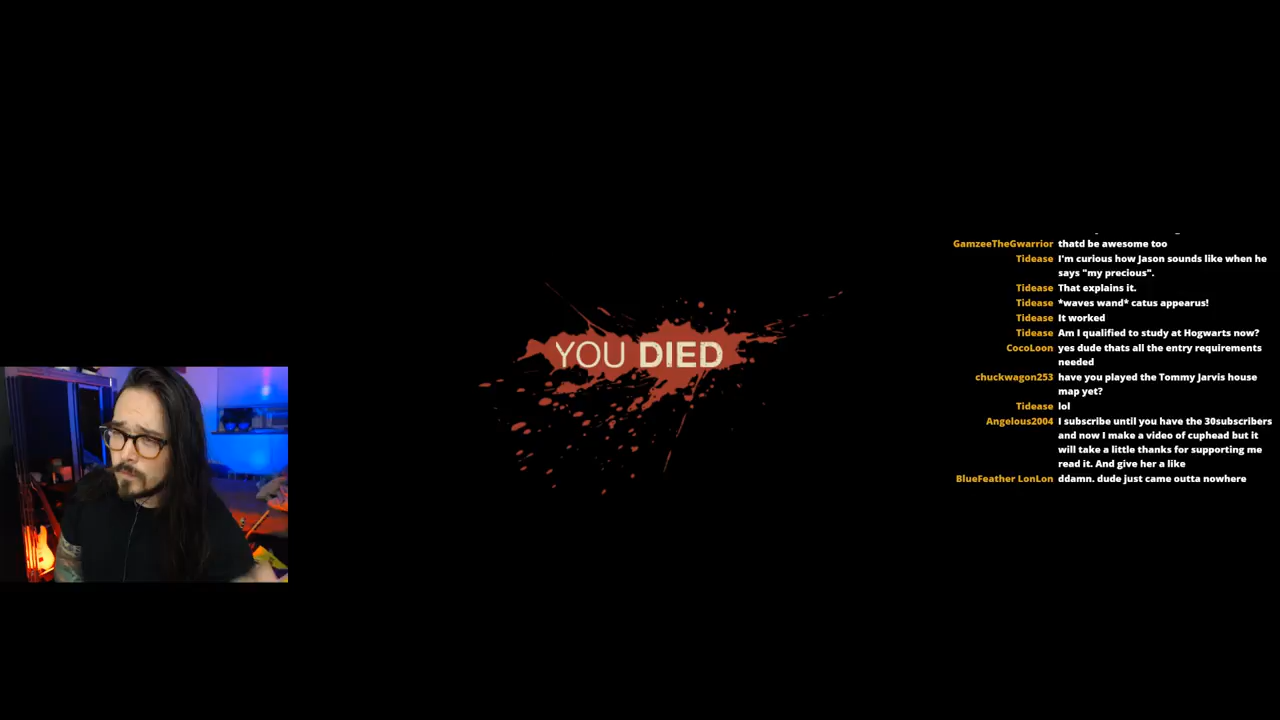 GamzeeTheGwarrior thatd be awesome too
Tidease I'm curious how Jason sounds like when he
says "my precious".
Tidease That explains it.
Tidease *waves wand* catus appearus!
Tidease It worked
Tidease Am I qualified to study at Hogwarts now?
YOU DIED
CocoLoon yes dude thats all the entry requirements
needed
chuckwagon253 have you played the Tommy Jarvis house
map yet?
Tidease lol
Angelous2004 I subscribe until you have the 30subscribers
and now I make a video of cuphead but it
will take a little thanks for supporting me
read it. And give her a like
BlueFeather LonLon ddamn. dude just came outta nowhere